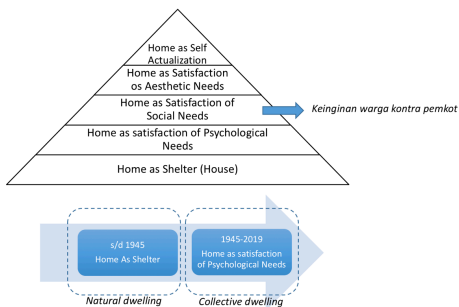 Home as Self
Actualization
Home as Satisfaction
os Aesthetic Needs
Home as Satisfaction of
Social Needs
Keinginan warga kontra pemkot
Home as satisfaction of Psychological
Needs
Home as Shelter (House)
s/d 1945
Home As Shelter
1945-2019
Home as satisfaction
of Psychological Needs
Natural dwelling
Collective dwelling